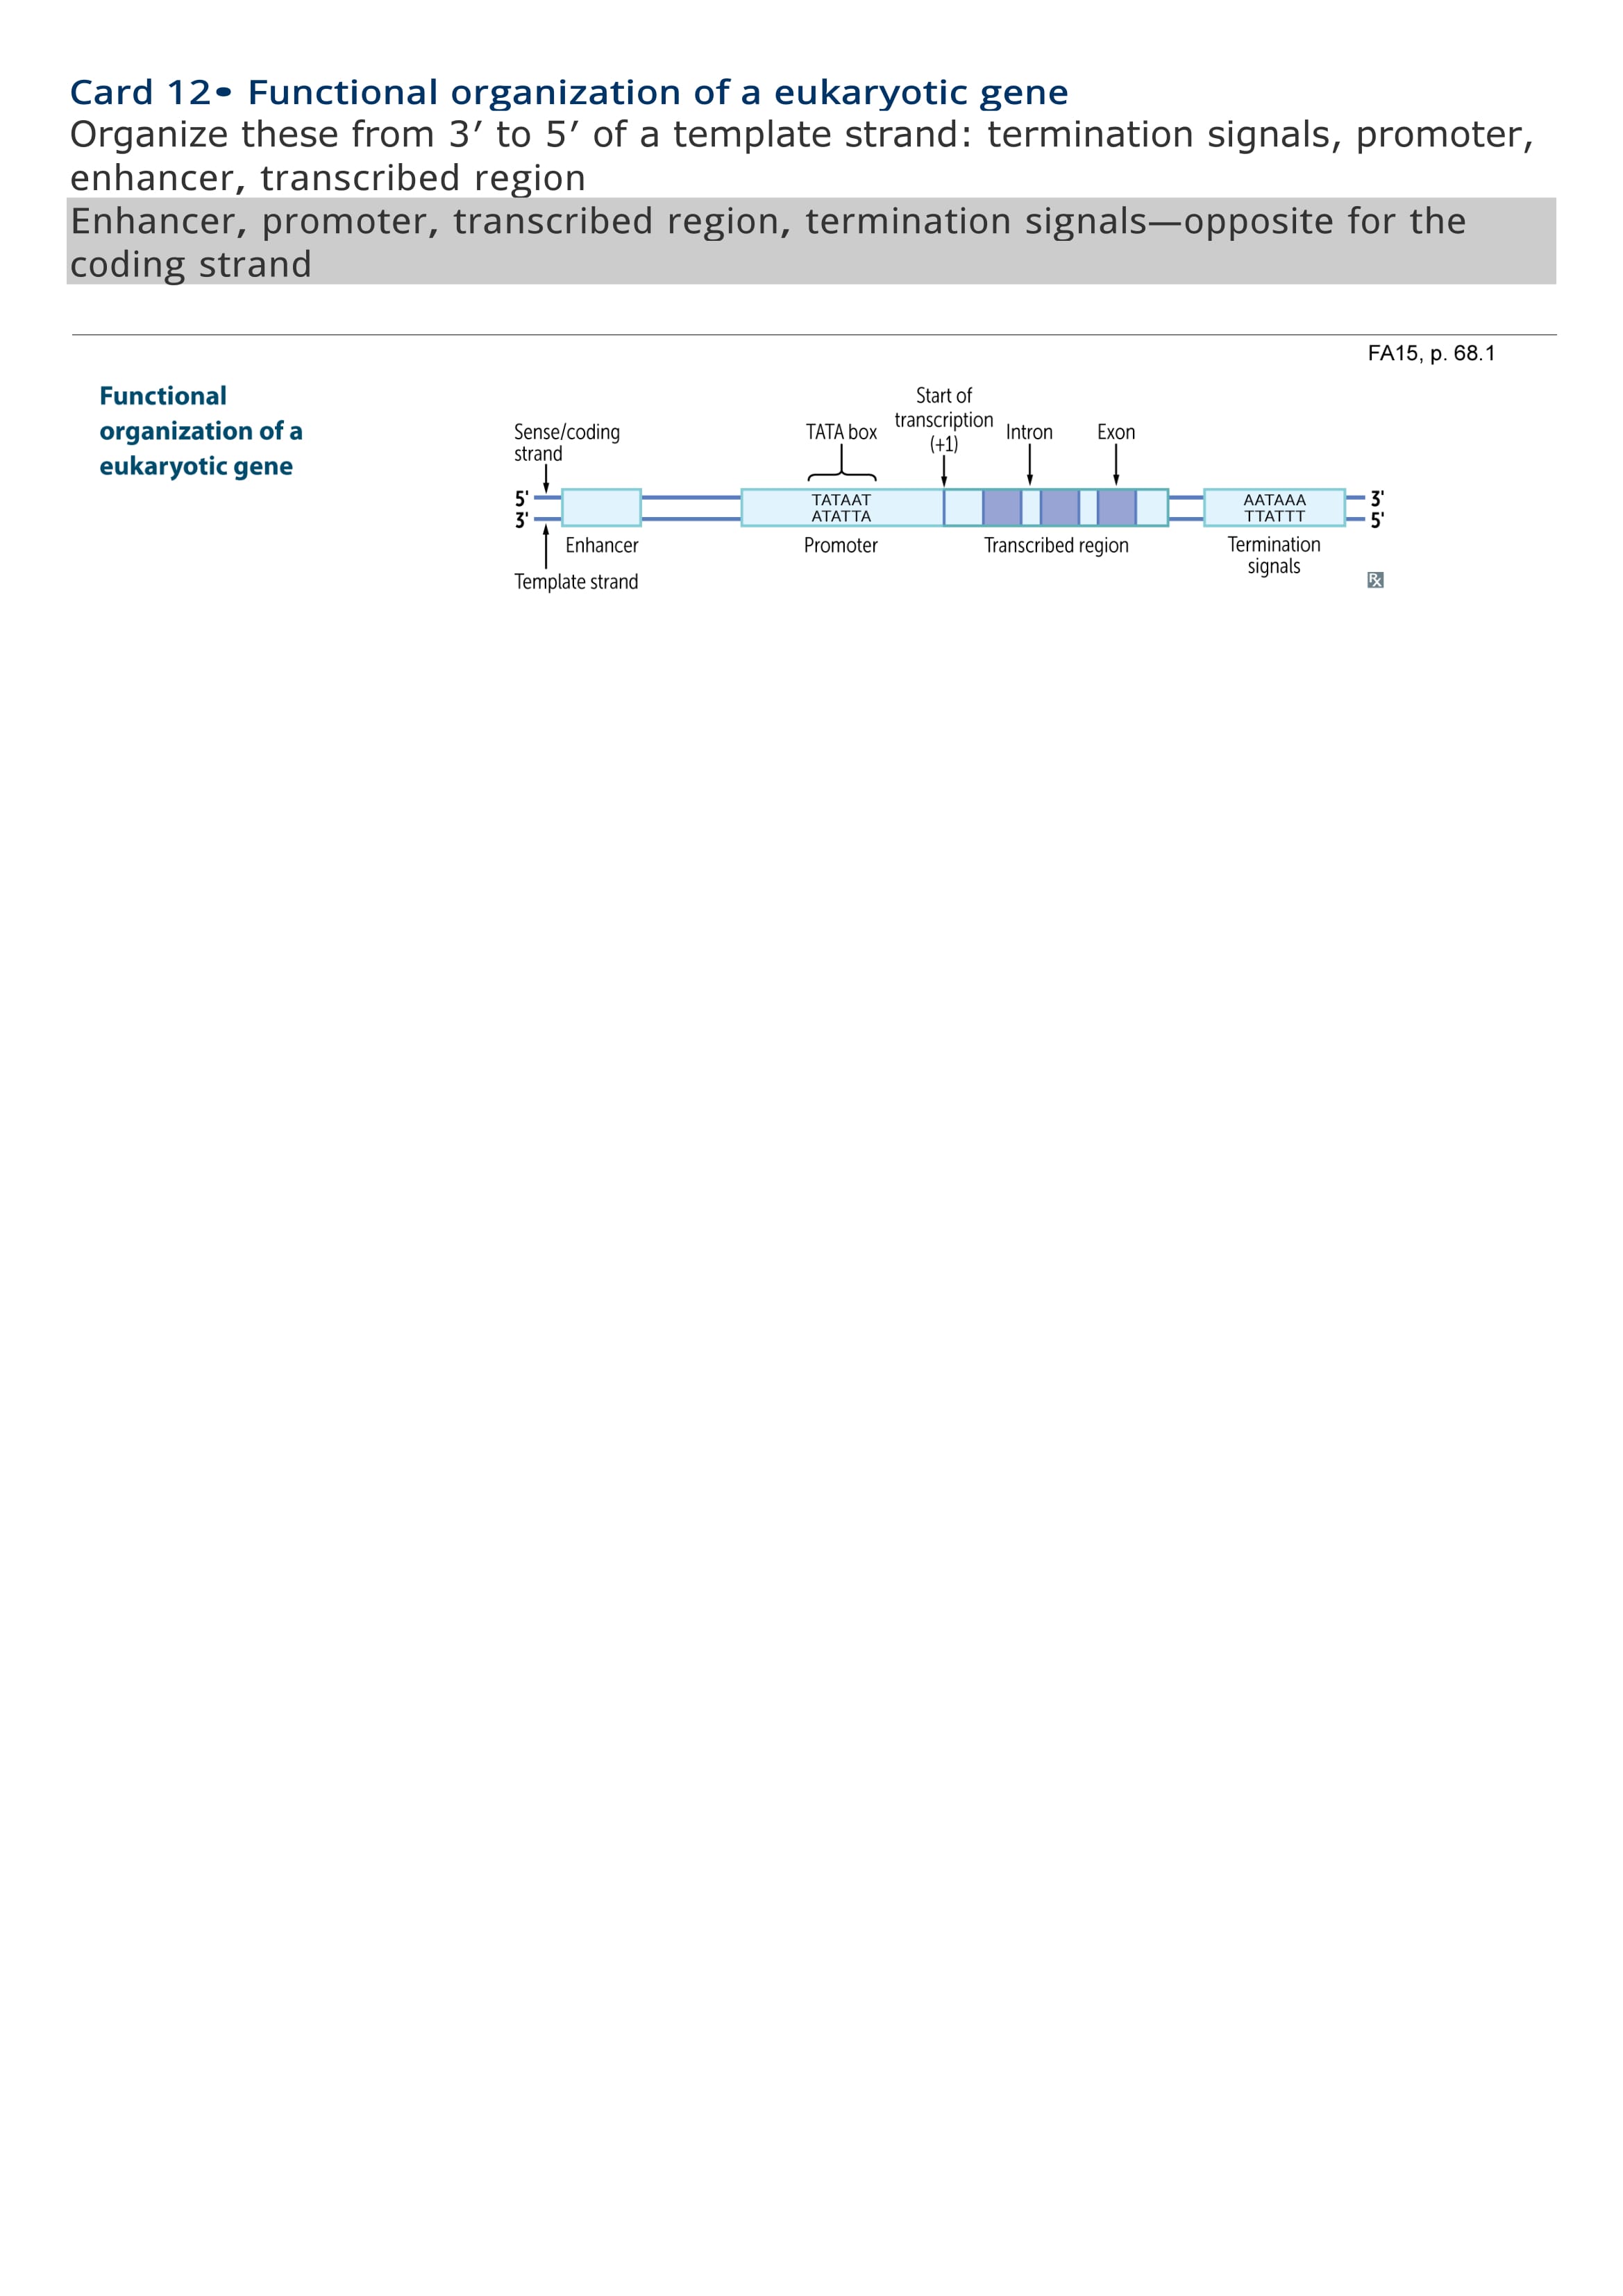 Card 12• Functional organization of a eukaryotic gene
Organize these from 3′ to 5′ of a template strand: termination signals, promoter,
enhancer, transcribed region
Enhancer, promoter, transcribed region, termination signals—opposite for the
coding strand
FA15, p. 68.1
Functional
organization of a
eukaryotic gene
Sense/coding
strand
TATA box
Start of
transcription
(+1)
Intron
Exon
5' TATAAT AATAAA 3'
3' ATATTA TTATTT 5'
Enhancer
Promoter
Transcribed region
Termination
signals
Template strand
Rx